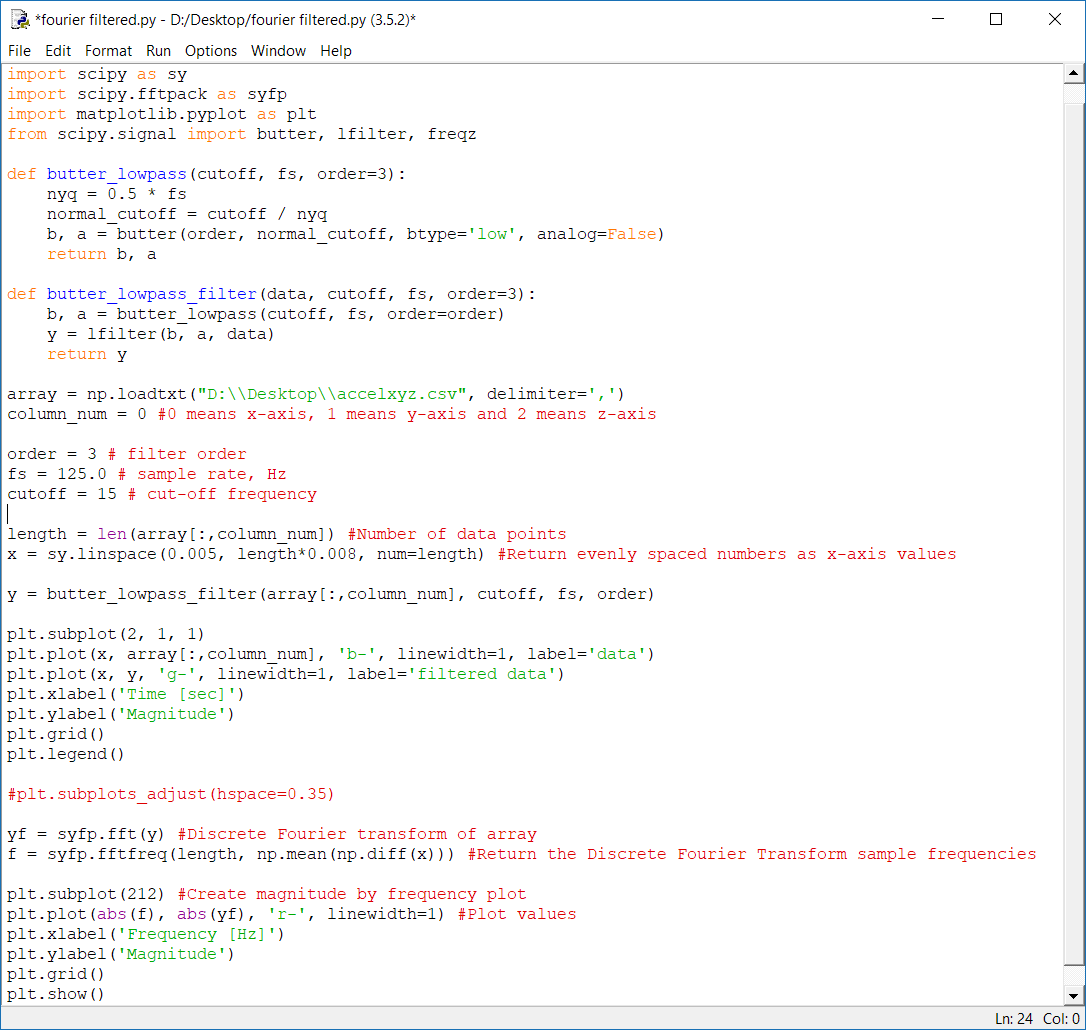 *fourier filtered.py - D:/Desktop/fourier filtered.py (3.5.2)*
File Edit Format Run Options Window Help
import scipy as sy
import scipy.fftpack as syfp
import matplotlib.pyplot as plt
from scipy.signal import butter, lfilter, freqz

def butter_lowpass(cutoff, fs, order=3):
    nyq = 0.5 * fs
    normal_cutoff = cutoff / nyq
    b, a = butter(order, normal_cutoff, btype='low', analog=False)
    return b, a

def butter_lowpass_filter(data, cutoff, fs, order=3):
    b, a = butter_lowpass(cutoff, fs, order=order)
    y = lfilter(b, a, data)
    return y

array = np.loadtxt("D:\\Desktop\\accelxyz.csv", delimiter=',')
column_num = 0 #0 means x-axis, 1 means y-axis and 2 means z-axis

order = 3 # filter order
fs = 125.0 # sample rate, Hz
cutoff = 15 # cut-off frequency

length = len(array[:,column_num]) #Number of data points
x = sy.linspace(0.005, length*0.008, num=length) #Return evenly spaced numbers as x-axis values

y = butter_lowpass_filter(array[:,column_num], cutoff, fs, order)

plt.subplot(2, 1, 1)
plt.plot(x, array[:,column_num], 'b-', linewidth=1, label='data')
plt.plot(x, y, 'g-', linewidth=1, label='filtered data')
plt.xlabel('Time [sec]')
plt.ylabel('Magnitude')
plt.grid()
plt.legend()

#plt.subplots_adjust(hspace=0.35)

yf = syfp.fft(y) #Discrete Fourier transform of array
f = syfp.fftfreq(length, np.mean(np.diff(x))) #Return the Discrete Fourier Transform sample frequencies

plt.subplot(212) #Create magnitude by frequency plot
plt.plot(abs(f), abs(yf), 'r-', linewidth=1) #Plot values
plt.xlabel('Frequency [Hz]')
plt.ylabel('Magnitude')
plt.grid()
plt.show()
Ln: 24 Col: 0